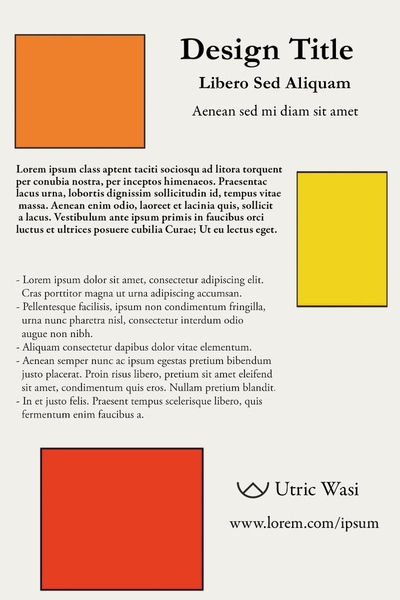 Design Title
Libero Sed Aliquam
Aenean sed mi diam sit amet
Lorem ipsum class aptent taciti sociosqu ad litora torquent
per conubia nostra, per inceptos himenaeos. Praesentac
lacus urna, lobortis dignissim sollicitudin id, tempus vitae
massa. Aenean enim odio, laoreet et lacinia quis, sollicit
a lacus. Vestibulum ante ipsum primis in faucibus orci
luctus et ultrices posuere cubilia Curae; Ut eu lectus eget.
- Lorem ipsum dolor sit amet, consectetur adipiscing elit.
Cras porttitor magna ut urna adipiscing accumsan.
- Pellentesque facilisis, ipsum non condimentum fringilla,
urna nunc pharetra nisl, consectetur interdum odio
augue non nibh.
- Aliquam consectetur dapibus dolor vitae elementum.
- Aenean semper nunc ac ipsum egestas pretium bibendum
justo placerat. Proin risus libero, pretium sit amet eleifend
sit amet, condimentum quis eros. Nullam pretium blandit.
- In et justo felis. Praesent tempus scelerisque libero, quis
fermentum enim faucibus a.
Utric Wasi
www.lorem.com/ipsum